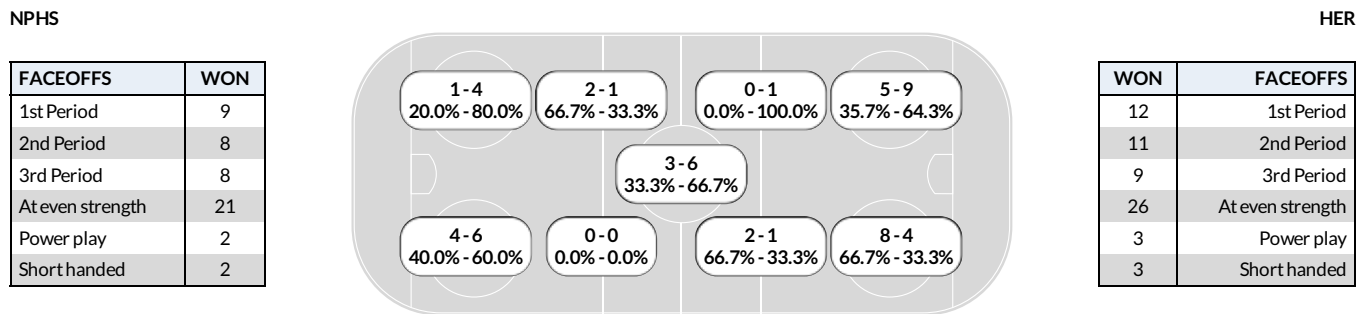 NPHS
HER
FACEOFFS WON
1st Period 9
2nd Period 8
3rd Period 8
At even strength 21
Power play 2
Short handed 2
1 - 4
20.0% - 80.0%
2 - 1
66.7% - 33.3%
0 - 1
0.0% - 100.0%
5 - 9
35.7% - 64.3%
3 - 6
33.3% - 66.7%
4 - 6
40.0% - 60.0%
0 - 0
0.0% - 0.0%
2 - 1
66.7% - 33.3%
8 - 4
66.7% - 33.3%
WON FACEOFFS
12 1st Period
11 2nd Period
9 3rd Period
26 At even strength
3 Power play
3 Short handed